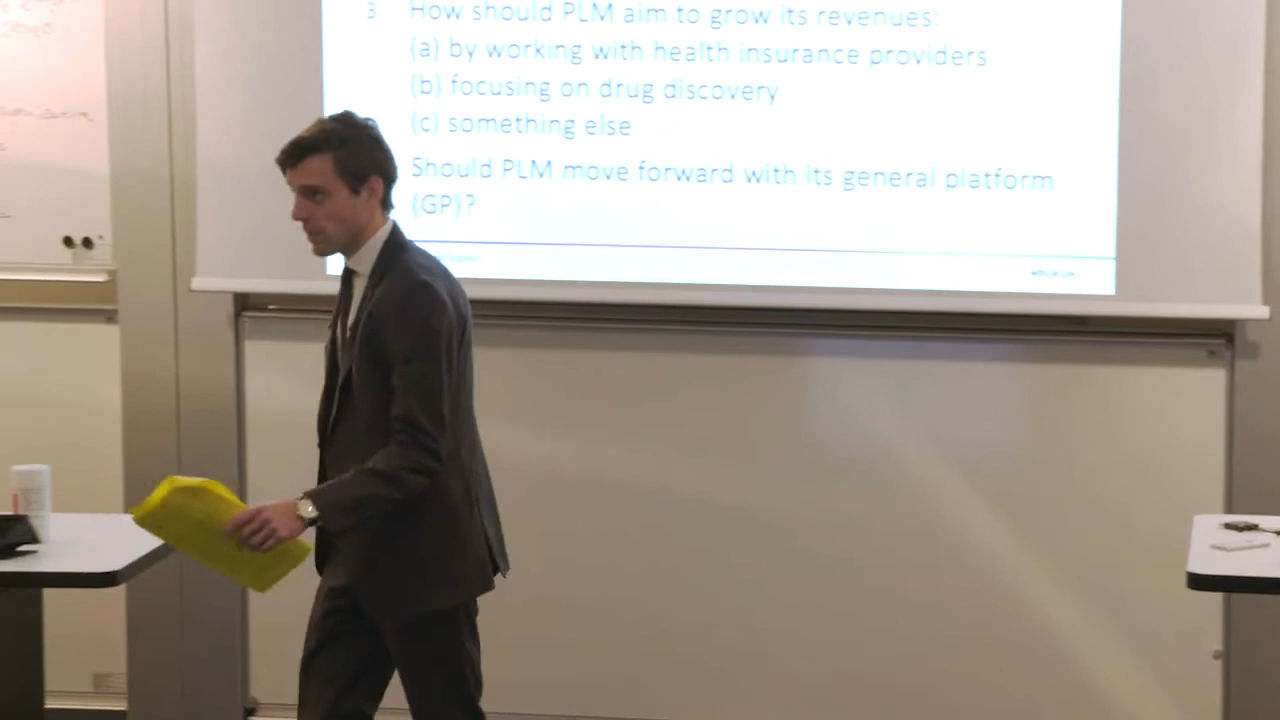 3. How should PLM aim to grow its revenues:
(a) by working with health insurance providers
(b) focusing on drug discovery
(c) something else
Should PLM move forward with its general platform
(GP)?